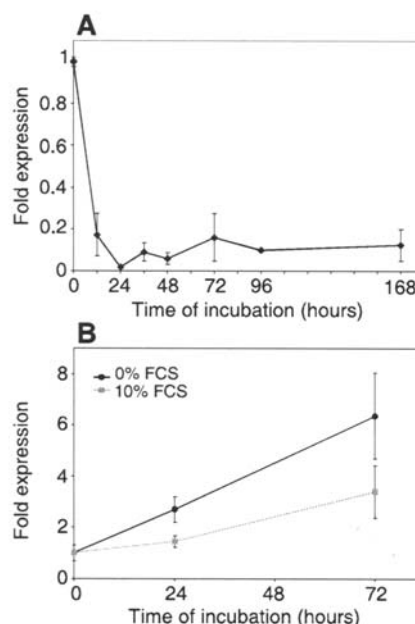 A
Fold expression
1
0.8
0.6
0.4
0.2
0
0 24 48 72 96 168
Time of incubation (hours)
B
Fold expression
8
6
4
2
0
0% FCS
10% FCS
0 24 48 72
Time of incubation (hours)